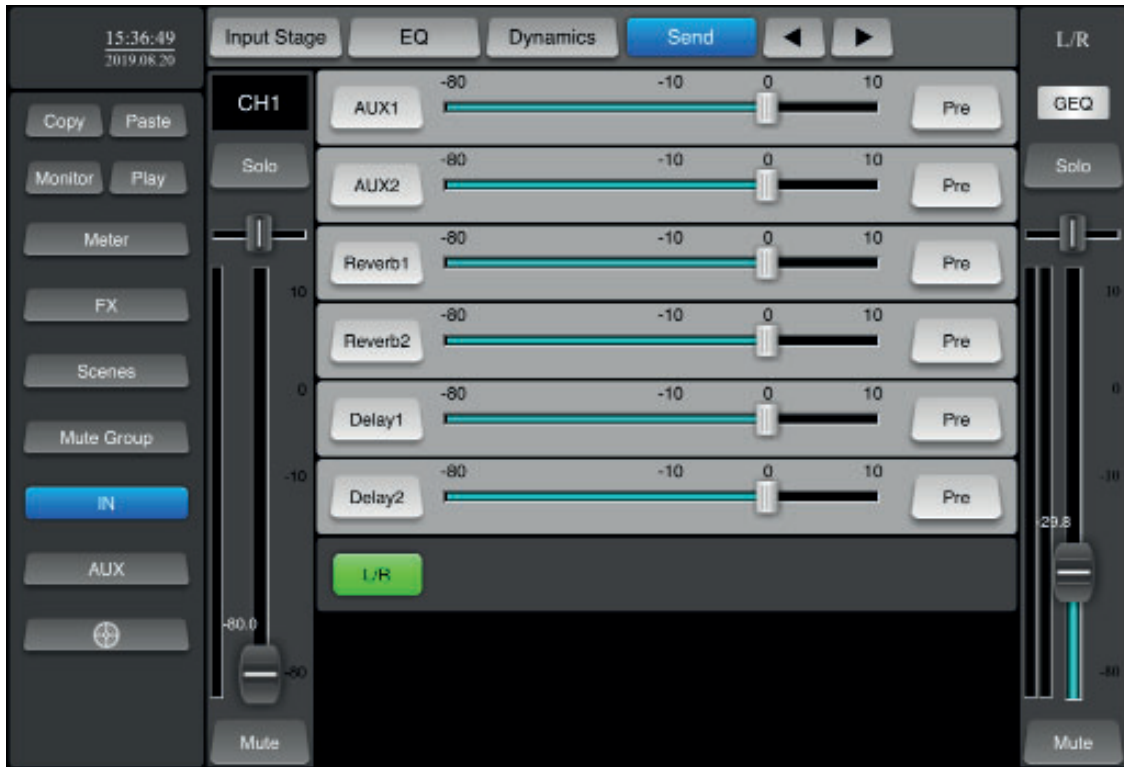 15:36:49
2019.08.20
Copy Paste
Monitor Play
Meter
FX
Scenes
Mute Group
IN
AUX
Input Stage EQ Dynamics Send
CH1
Solo
10
0
-10
-80.0
-80
Mute
-80 -10 0 10
AUX1 Pre
-80 -10 0 10
AUX2 Pre
-80 -10 0 10
Reverb1 Pre
-80 -10 0 10
Reverb2 Pre
-80 -10 0 10
Delay1 Pre
-80 -10 0 10
Delay2 Pre
L/R
L/R
GEQ
Solo
10
0
-10
-29.8
-80
Mute